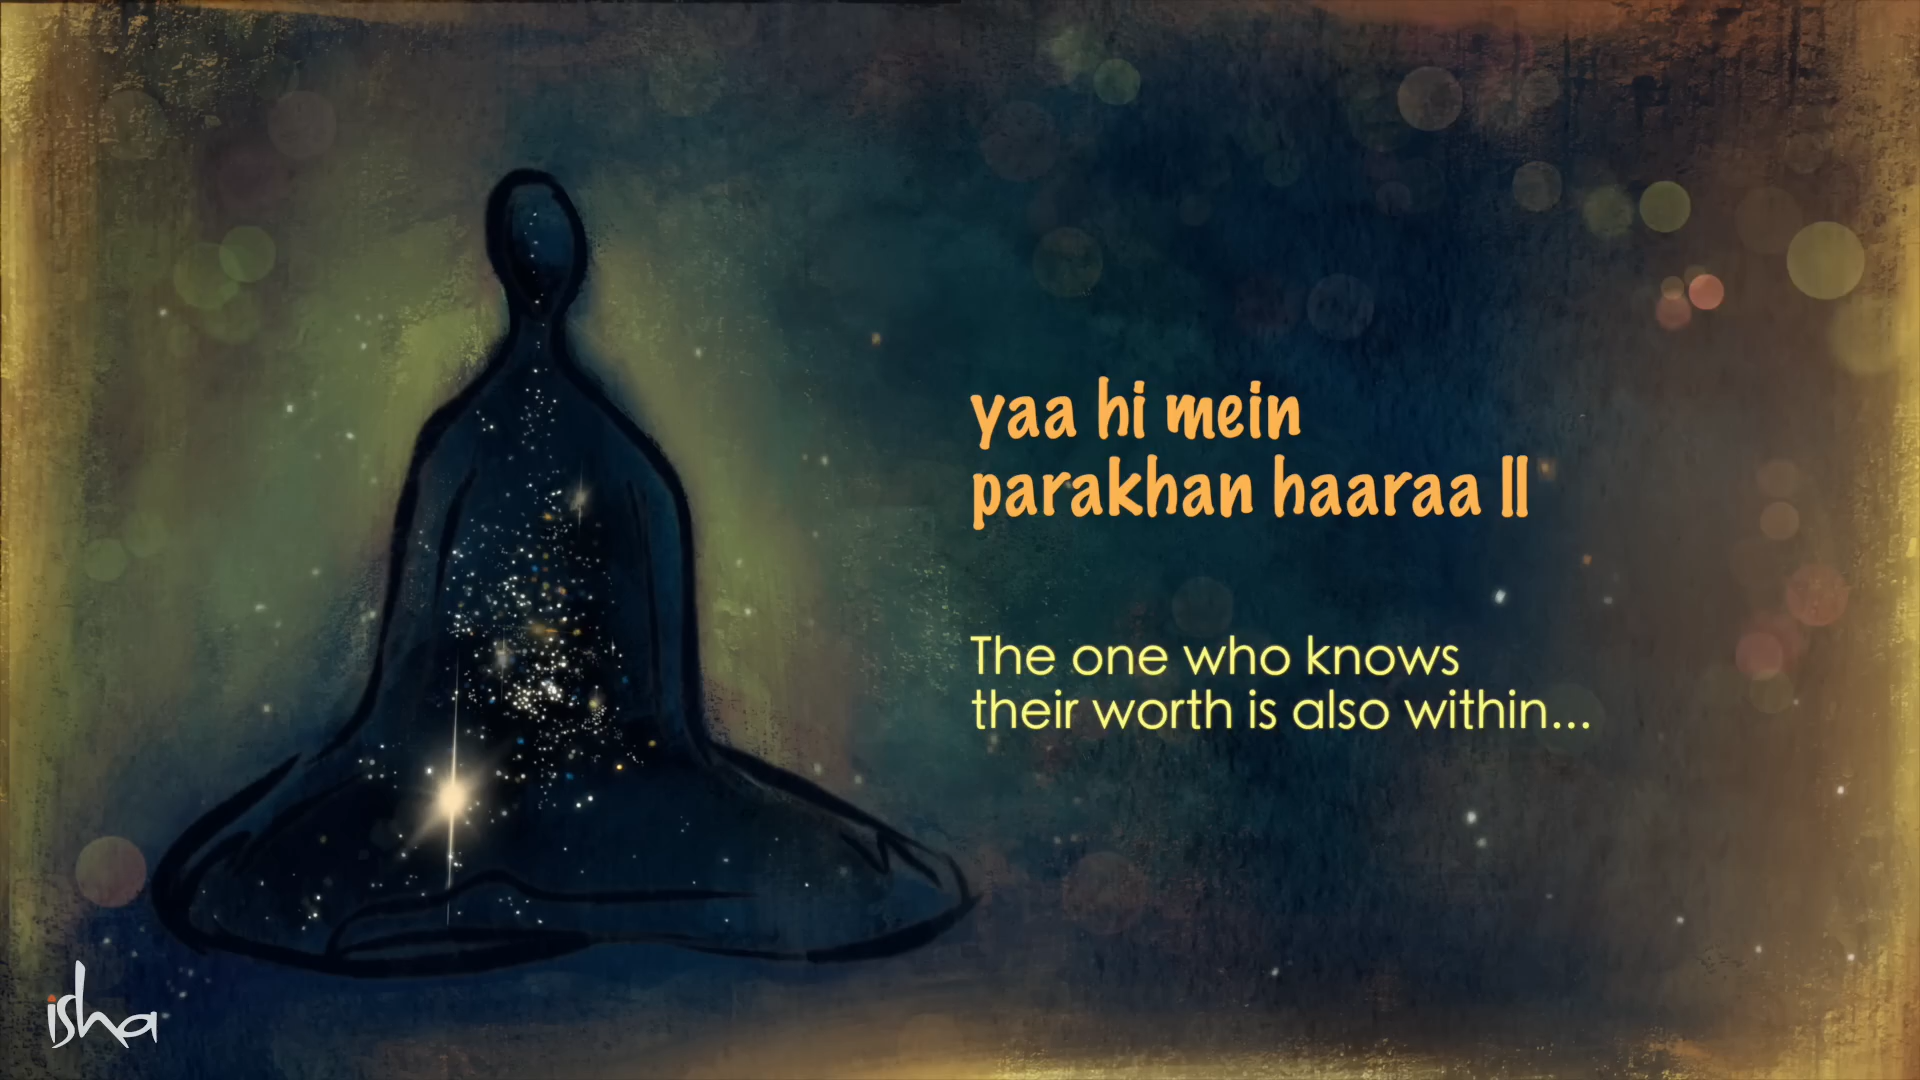 yaa hi mein
parakhan haaraa ||
The one who knows
their worth is also within...
isha